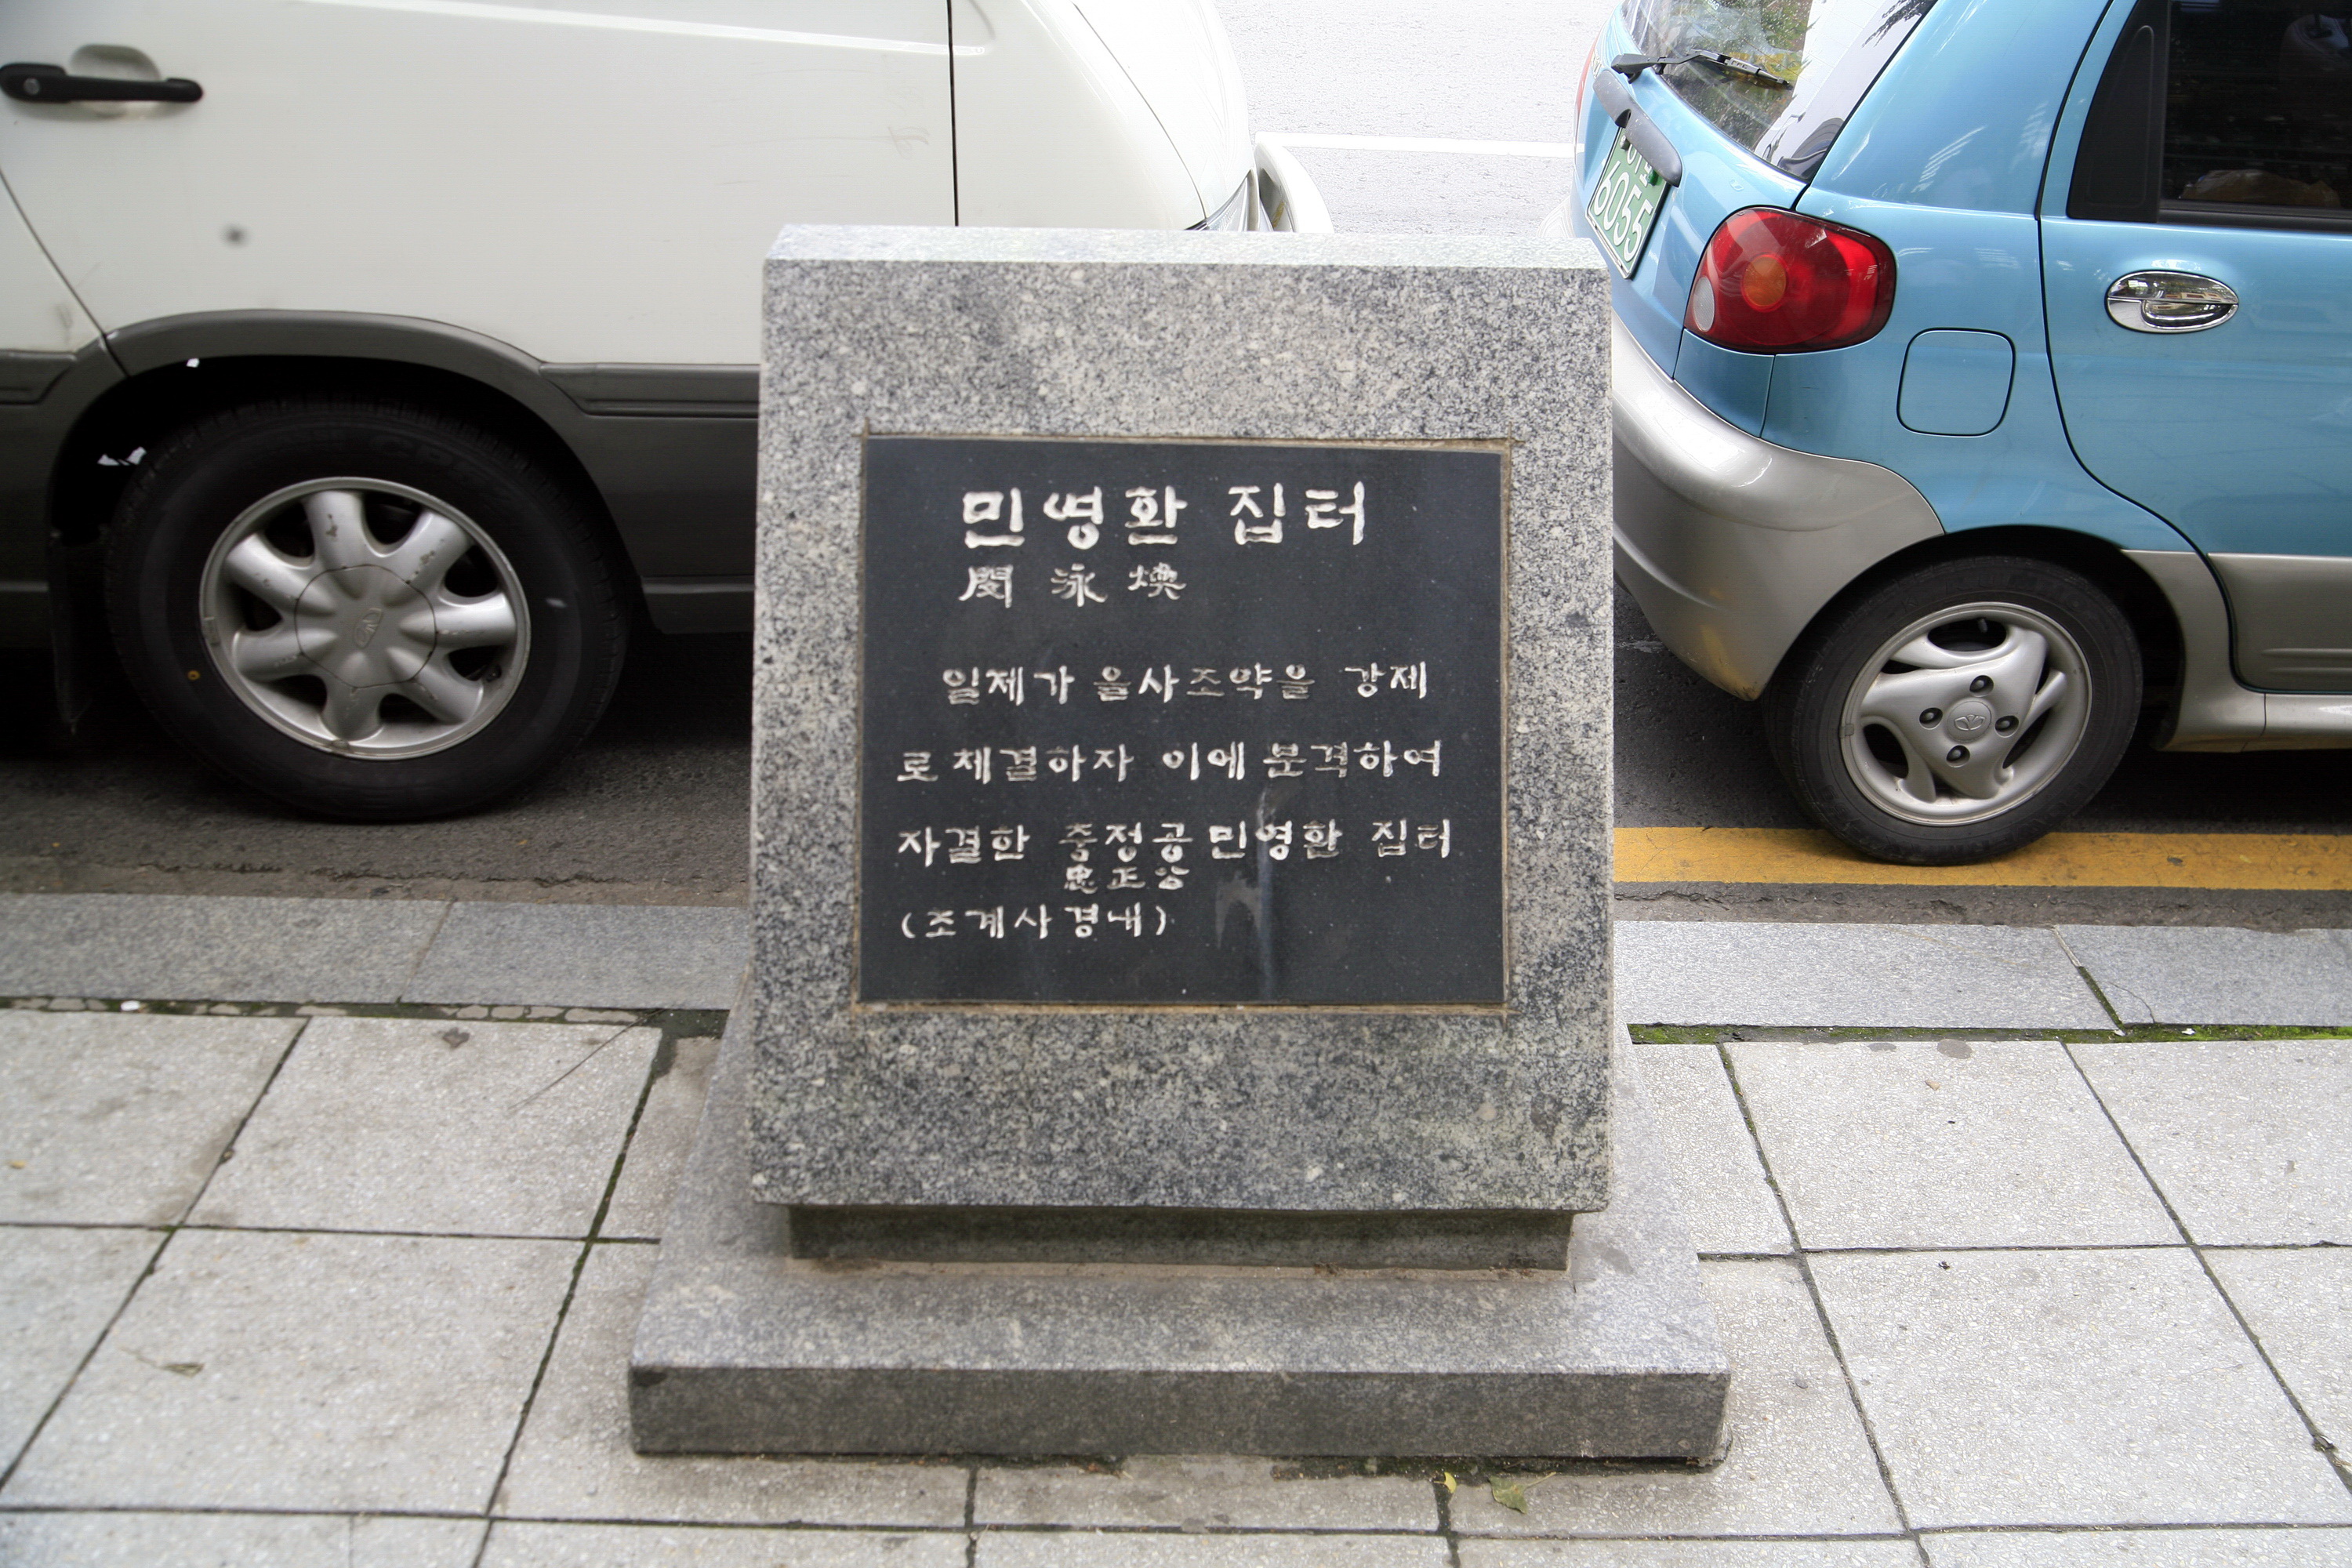 민영환 집터
閔泳煥
일제가 을사조약을 강제
로 체결하자 이에 분격하여
자결한 충정공 민영환 집터
忠正公
(조계사 경내)
6055